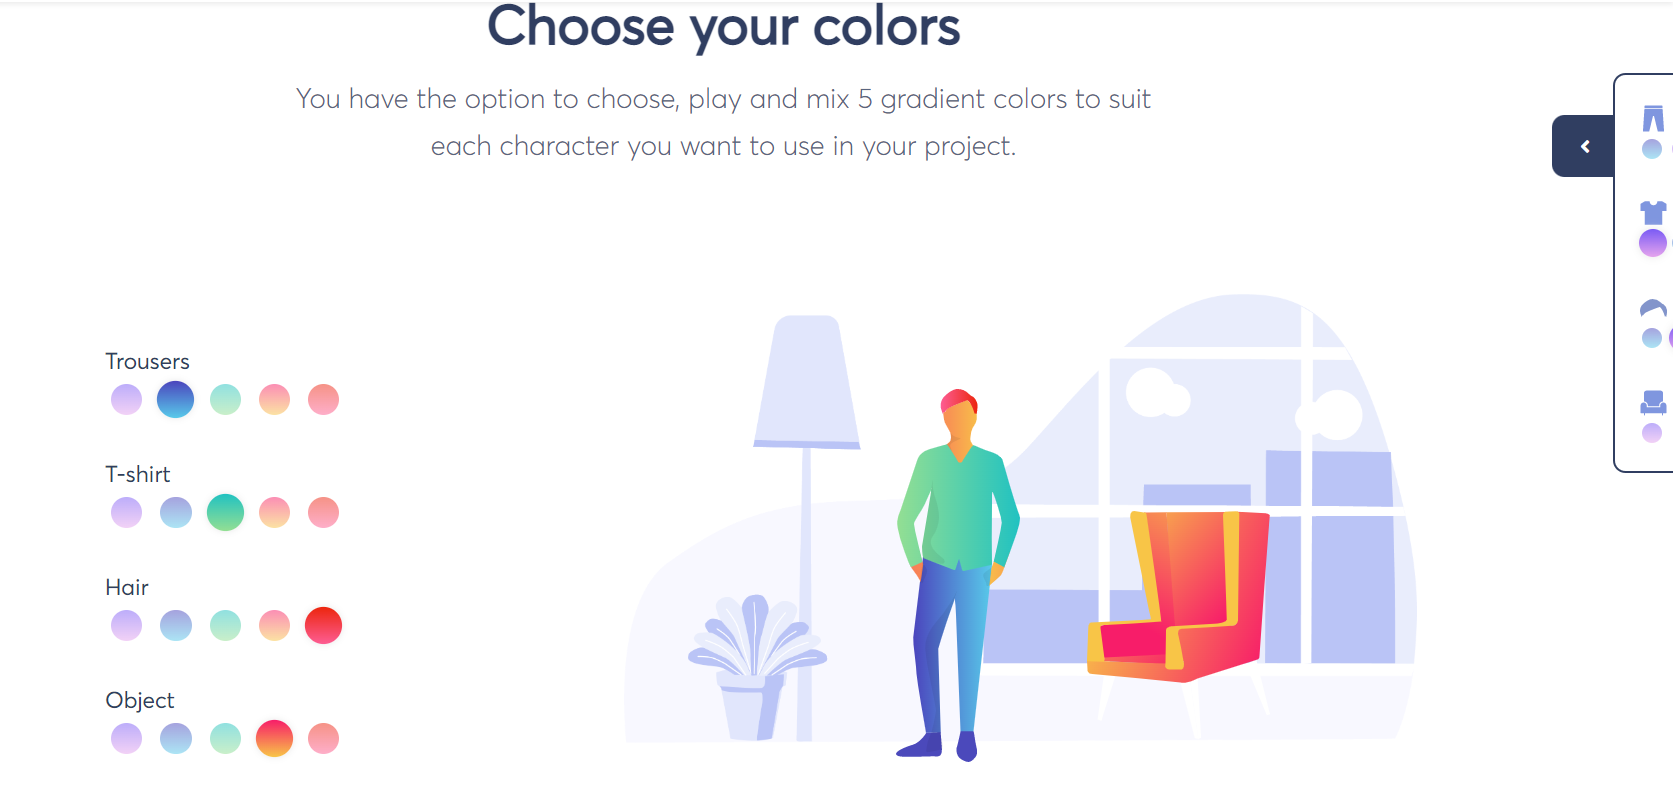 Choose your colors
You have the option to choose, play and mix 5 gradient colors to suit
each character you want to use in your project.
Trousers
T-shirt
Hair
Object